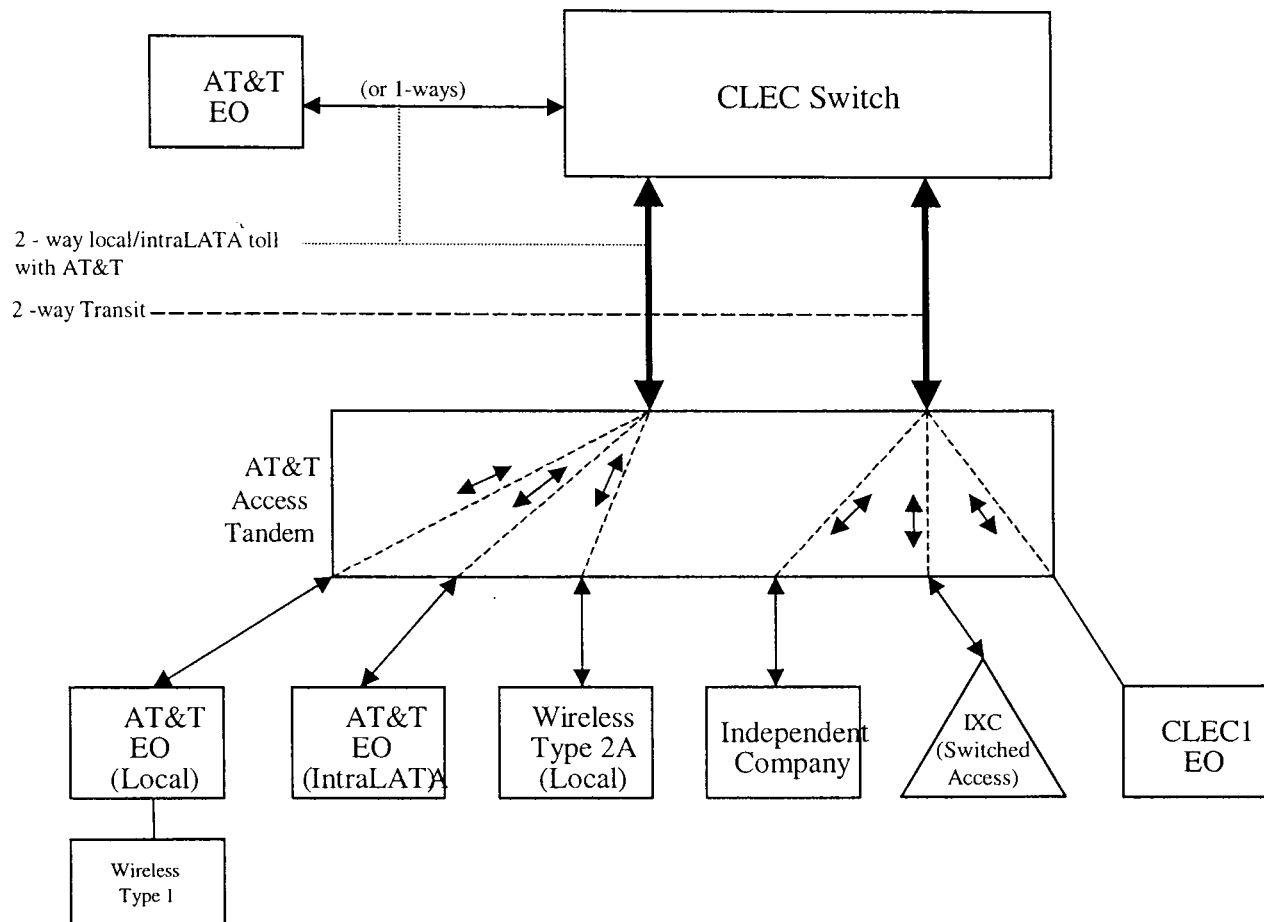 AT&T
EO
(or 1-ways)
CLEC Switch
2 - way local/intraLATA toll
with AT&T
2 -way Transit
AT&T
Access
Tandem
AT&T
EO
(Local)
AT&T
EO
(IntraLATA)
Wireless
Type 2A
(Local)
Independent
Company
IXC
(Switched
Access)
CLEC1
EO
Wireless
Type 1